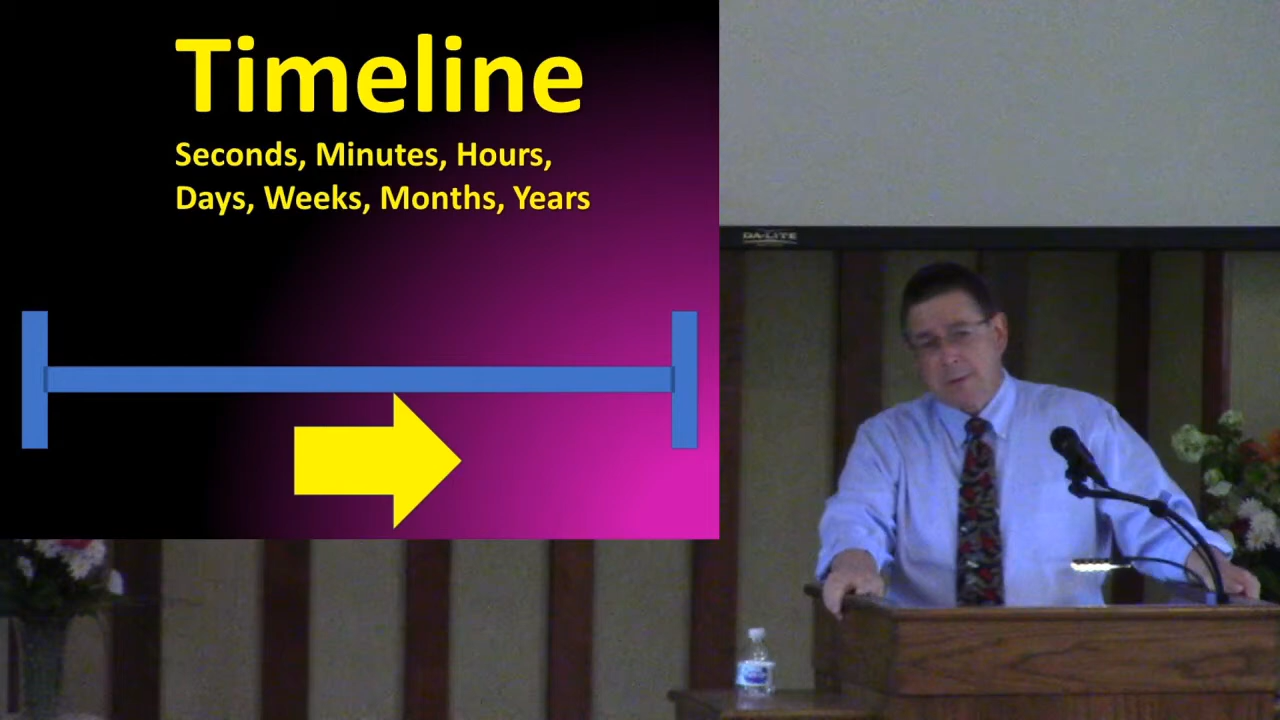 Timeline
Seconds, Minutes, Hours,
Days, Weeks, Months, Years
DA-LITE